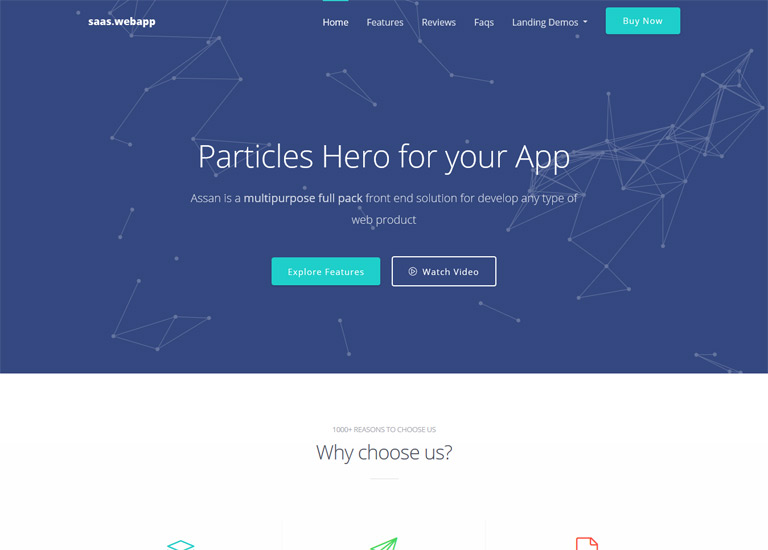 saas.webapp
Home Features Reviews Faqs Landing Demos Buy Now
Particles Hero for your App
Assan is a multipurpose full pack front end solution for develop any type of
web product
Explore Features Watch Video
1000+ REASONS TO CHOOSE US
Why choose us?